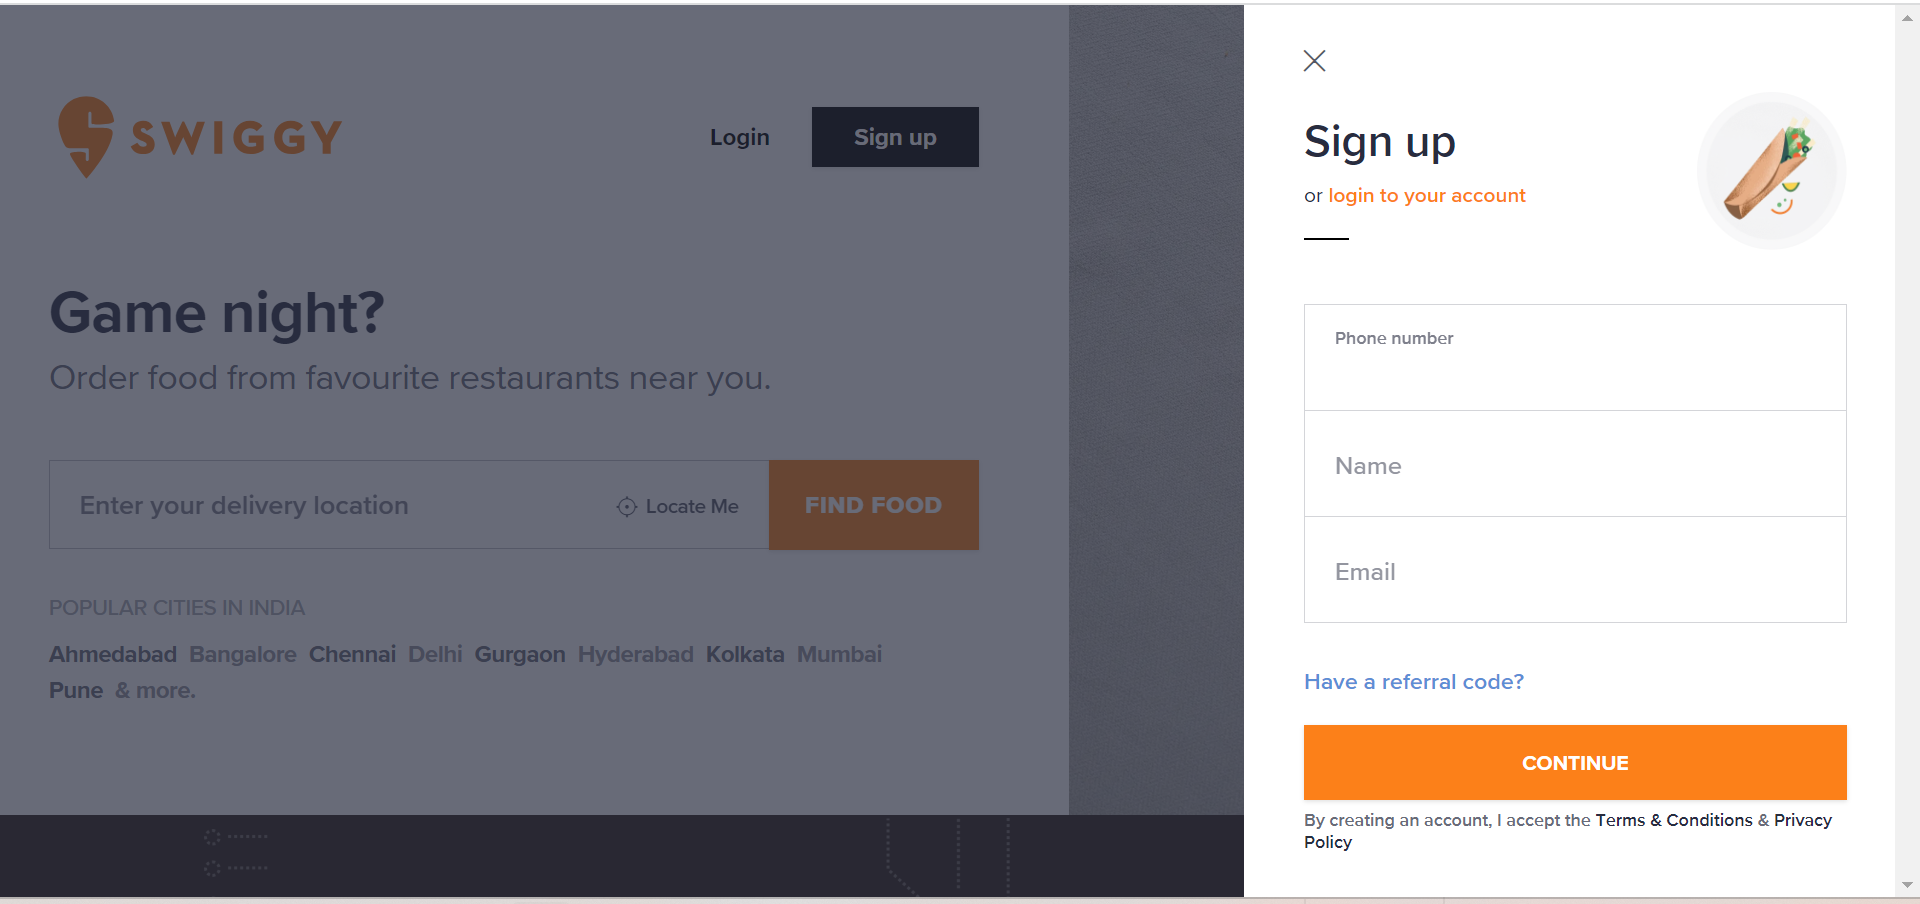 SWIGGY
Login
Sign up
Game night?
Order food from favourite restaurants near you.
Enter your delivery location
Locate Me
FIND FOOD
POPULAR CITIES IN INDIA
Ahmedabad Bangalore Chennai Delhi Gurgaon Hyderabad Kolkata Mumbai
Pune & more.
Sign up
or login to your account
Phone number
Name
Email
Have a referral code?
CONTINUE
By creating an account, I accept the Terms & Conditions & Privacy
Policy